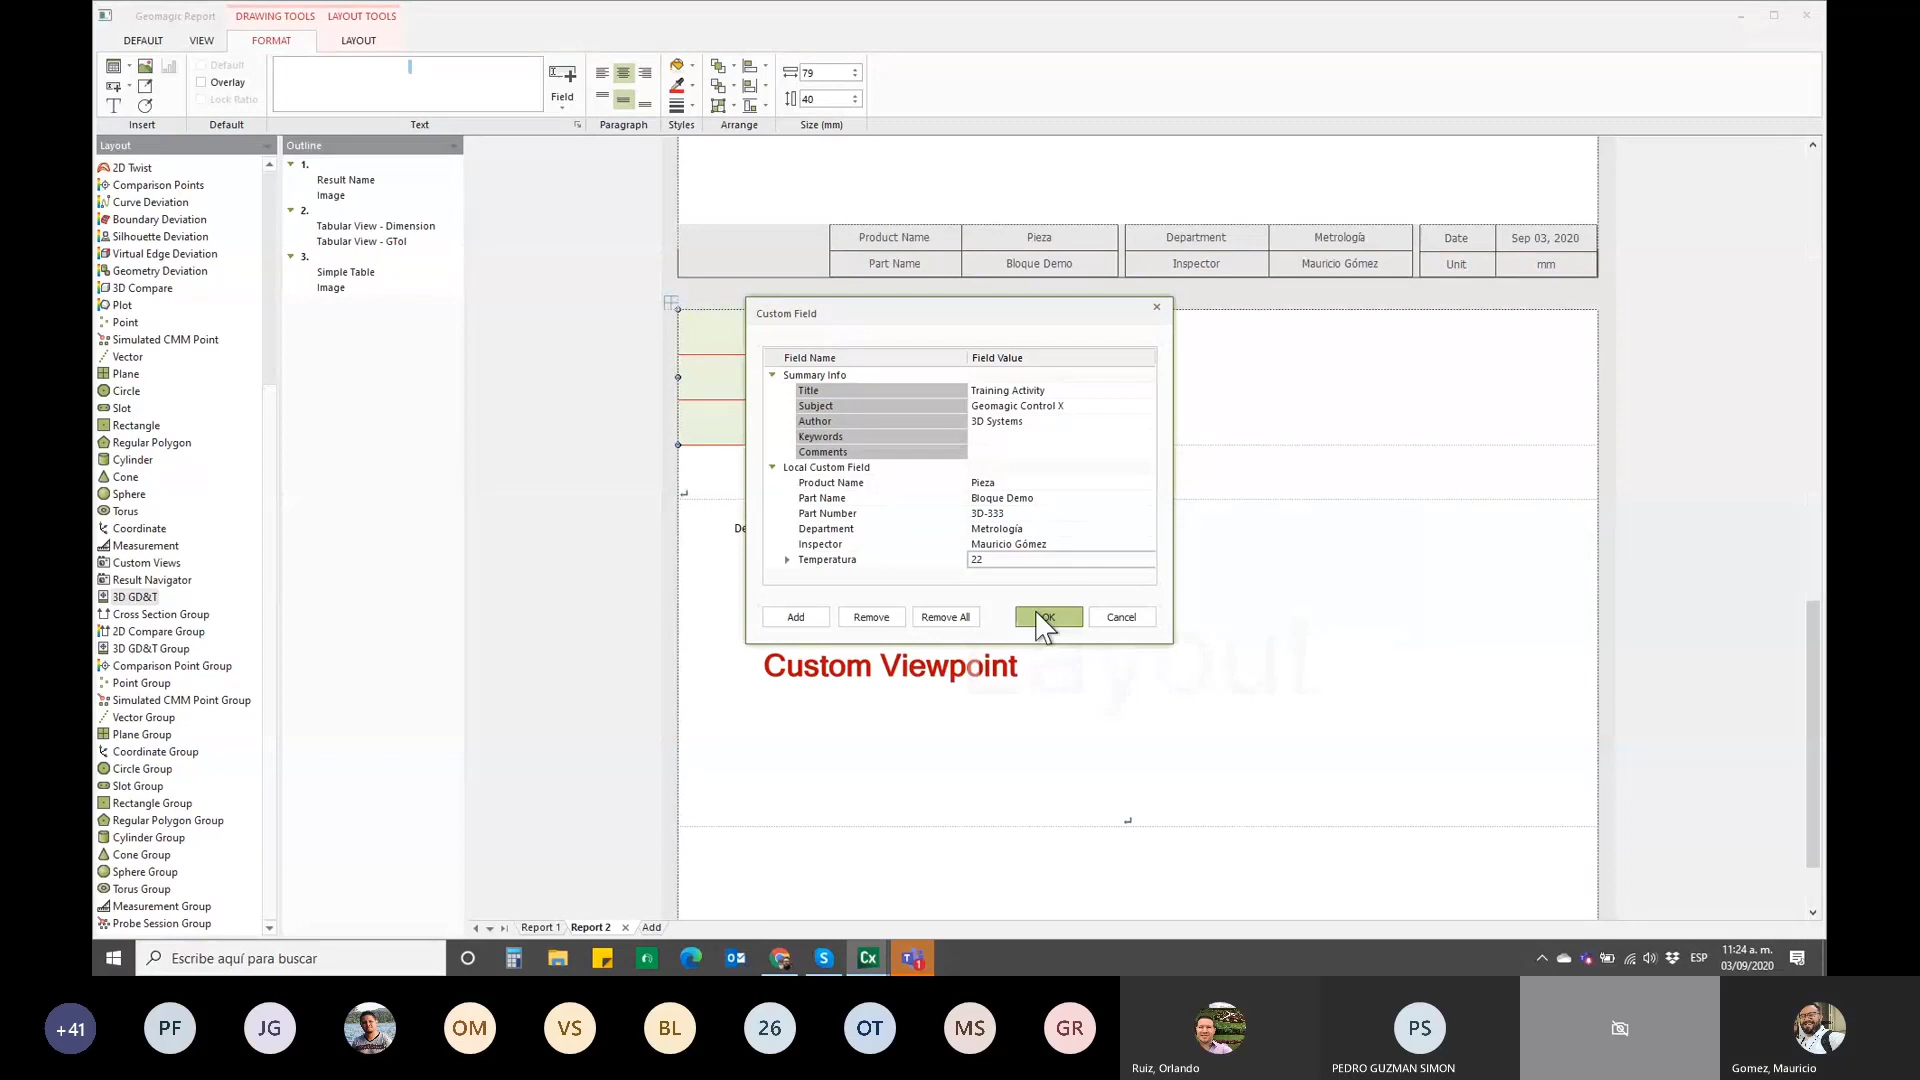 Geomagic Report
DRAWING TOOLS
LAYOUT TOOLS
DEFAULT
VIEW
FORMAT
LAYOUT
Default
Overlay
Lock Ratio
Field
79
40
Insert
Default
Text
Paragraph
Styles
Arrange
Size (mm)
Layout
2D Twist
Comparison Points
Curve Deviation
Boundary Deviation
Silhouette Deviation
Virtual Edge Deviation
Geometry Deviation
3D Compare
Plot
Point
Simulated CMM Point
Vector
Plane
Circle
Slot
Rectangle
Regular Polygon
Cylinder
Cone
Sphere
Torus
Coordinate
Measurement
Custom Views
Result Navigator
3D GD&T
Cross Section Group
2D Compare Group
3D GD&T Group
Comparison Point Group
Point Group
Simulated CMM Point Group
Vector Group
Plane Group
Coordinate Group
Circle Group
Slot Group
Rectangle Group
Regular Polygon Group
Cylinder Group
Cone Group
Sphere Group
Torus Group
Measurement Group
Probe Session Group
Outline
1.
Result Name
Image
2.
Tabular View - Dimension
Tabular View - GTol
3.
Simple Table
Image
Product Name Pieza Department Metrología Date Sep 03, 2020
Part Name Bloque Demo Inspector Mauricio Gómez Unit mm
Custom Field
Field Name Field Value
Summary Info
Title Training Activity
Subject Geomagic Control X
Author 3D Systems
Keywords
Comments
Local Custom Field
Product Name Pieza
Part Name Bloque Demo
Part Number 3D-333
Department Metrología
Inspector Mauricio Gómez
Temperatura 22
Add Remove Remove All OK Cancel
De
Custom Viewpoint
Layout
Report 1 Report 2 Add
Escribe aquí para buscar
Cx
ESP
11:24 a. m.
03/09/2020
+41
PF
JG
OM
VS
BL
26
OT
MS
GR
PS
Ruiz, Orlando
PEDRO GUZMAN SIMON
Gomez, Mauricio